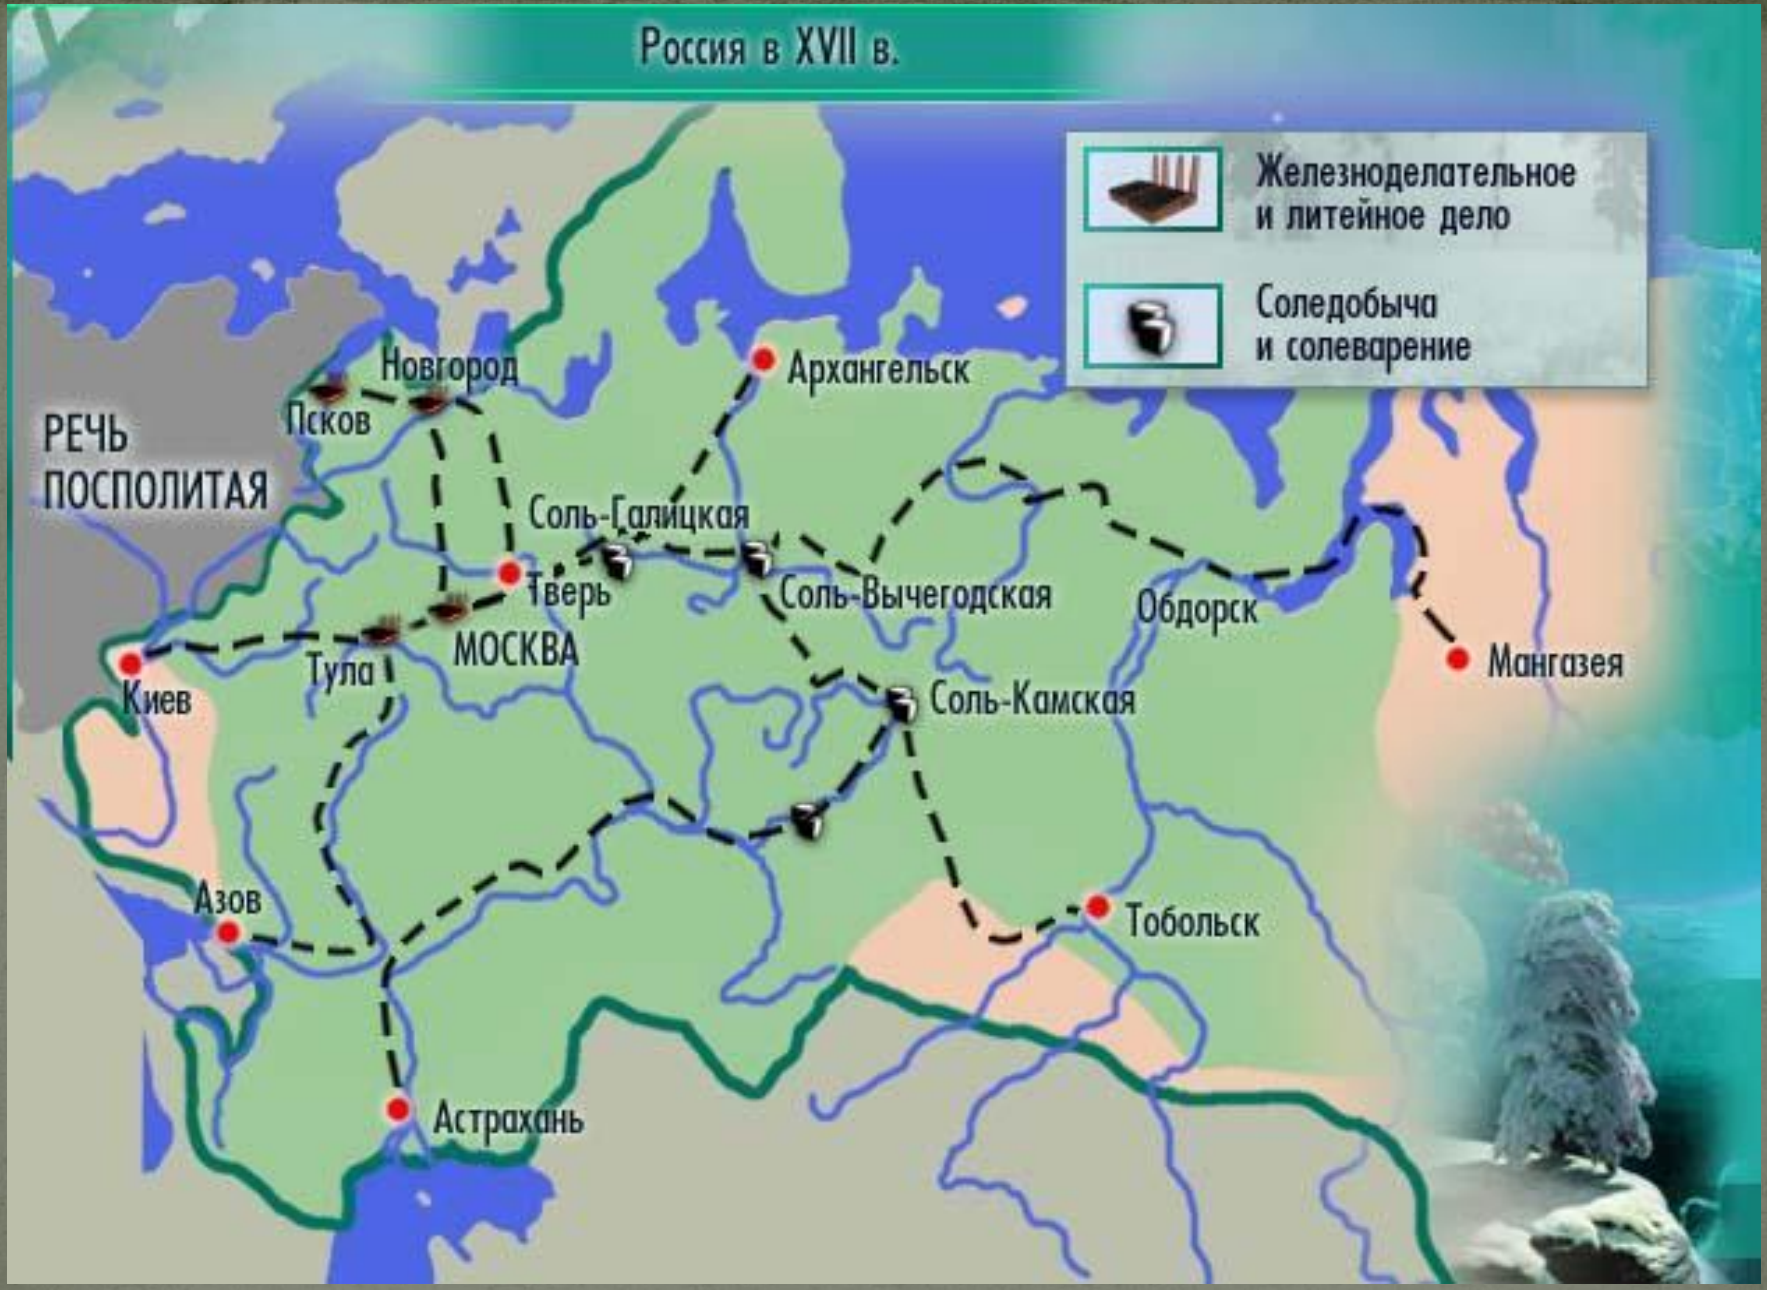 Россия в XVII в.
Железноделательное
и литейное дело
Соледобыча
и солеварение
Новгород
Архангельск
Псков
РЕЧЬ
ПОСПОЛИТАЯ
Соль-Галицкая
Тверь
Соль-Вычегодская
Обдорск
МОСКВА
Тула
Мангазея
Киев
Соль-Камская
Азов
Тобольск
Астрахань